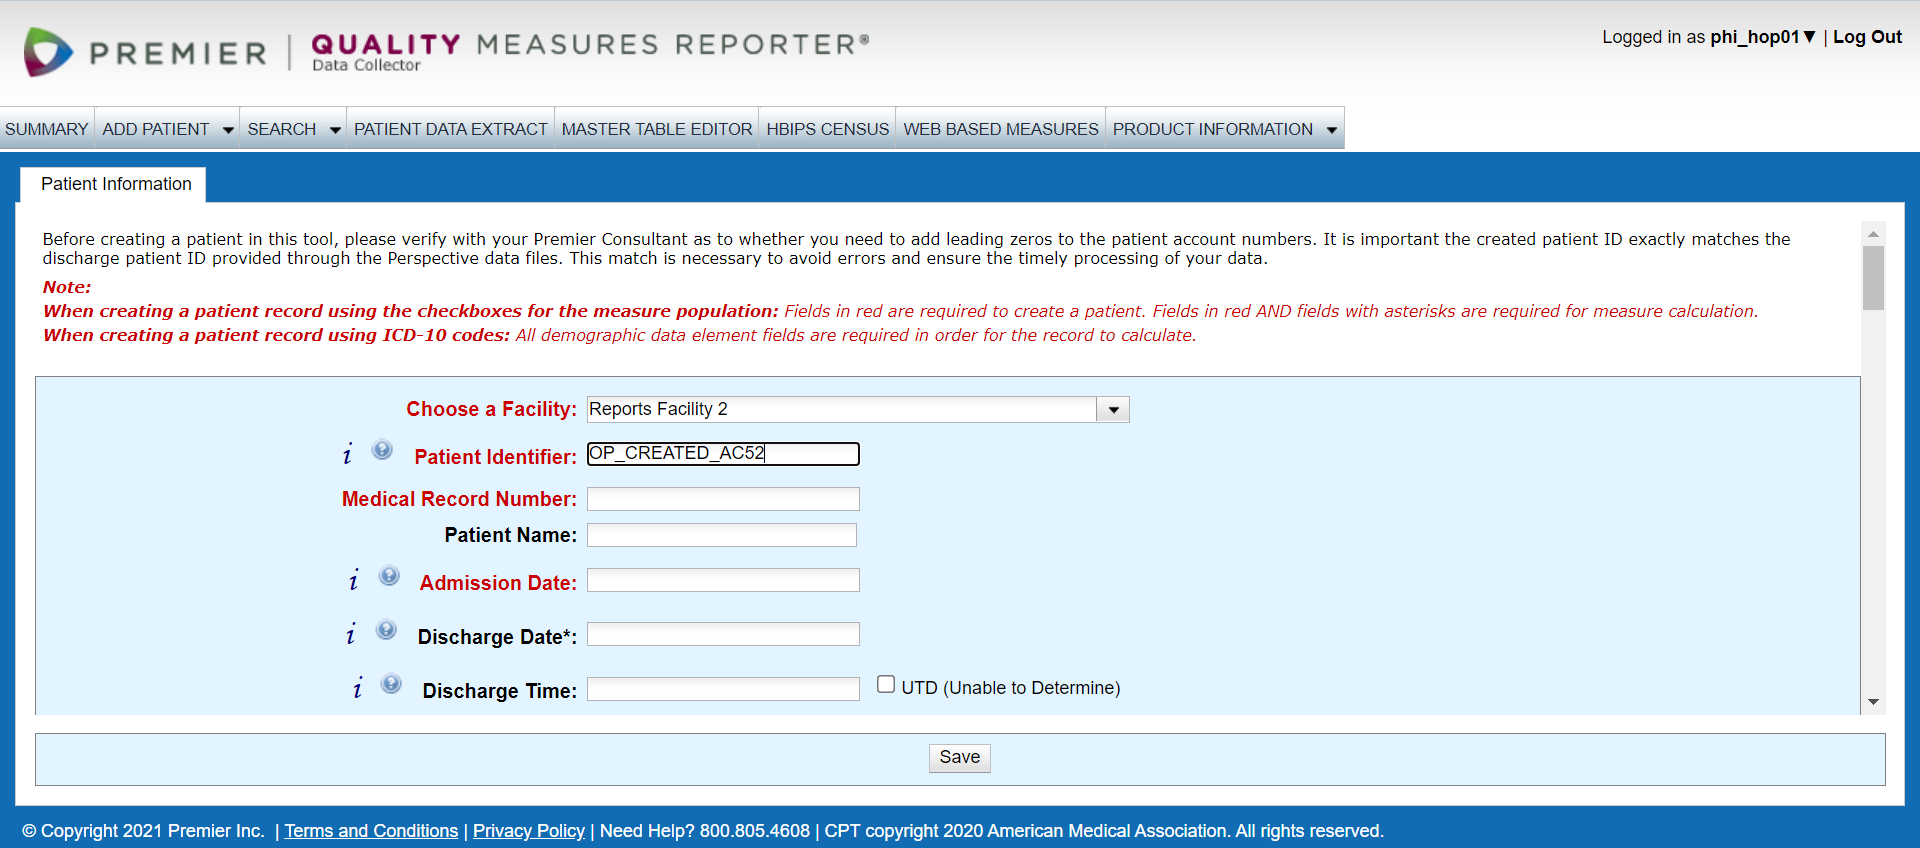 PREMIER | QUALITY MEASURES REPORTER®
Data Collector
Logged in as phi_hop01▼ | Log Out
SUMMARY ADD PATIENT SEARCH PATIENT DATA EXTRACT MASTER TABLE EDITOR HBIPS CENSUS WEB BASED MEASURES PRODUCT INFORMATION
Patient Information
Before creating a patient in this tool, please verify with your Premier Consultant as to whether you need to add leading zeros to the patient account numbers. It is important the created patient ID exactly matches the
discharge patient ID provided through the Perspective data files. This match is necessary to avoid errors and ensure the timely processing of your data.
Note:
When creating a patient record using the checkboxes for the measure population: Fields in red are required to create a patient. Fields in red AND fields with asterisks are required for measure calculation.
When creating a patient record using ICD-10 codes: All demographic data element fields are required in order for the record to calculate.
Choose a Facility: Reports Facility 2
i ? Patient Identifier: OP_CREATED_AC52
Medical Record Number:
Patient Name:
i ? Admission Date:
i ? Discharge Date*:
i ? Discharge Time: UTD (Unable to Determine)
Save
© Copyright 2021 Premier Inc. | Terms and Conditions | Privacy Policy | Need Help? 800.805.4608 | CPT copyright 2020 American Medical Association. All rights reserved.